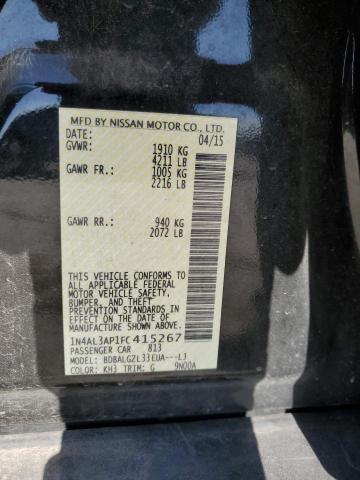 MFD BY NISSAN MOTOR CO., LTD.
DATE: 04/15
GVWR: 1910 KG
4211 LB
GAWR FR: 1005 KG
2216 LB
GAWR RR: 940 KG
2072 LB
THIS VEHICLE CONFORMS
TO ALL APPLICABLE FEDERAL
MOTOR VEHICLE SAFETY,
BUMPER, AND THEFT
PREVENTION STANDARDS
IN EFFECT ON THE DATE OF
MANUFACTURE SHOWN ABOVE.
1N4AL3AP1FC415267
PASSENGER CAR 813
MODEL: BDBALGZL33EUA---LJ
COLOR: KH3 TRIM: G 9N00A